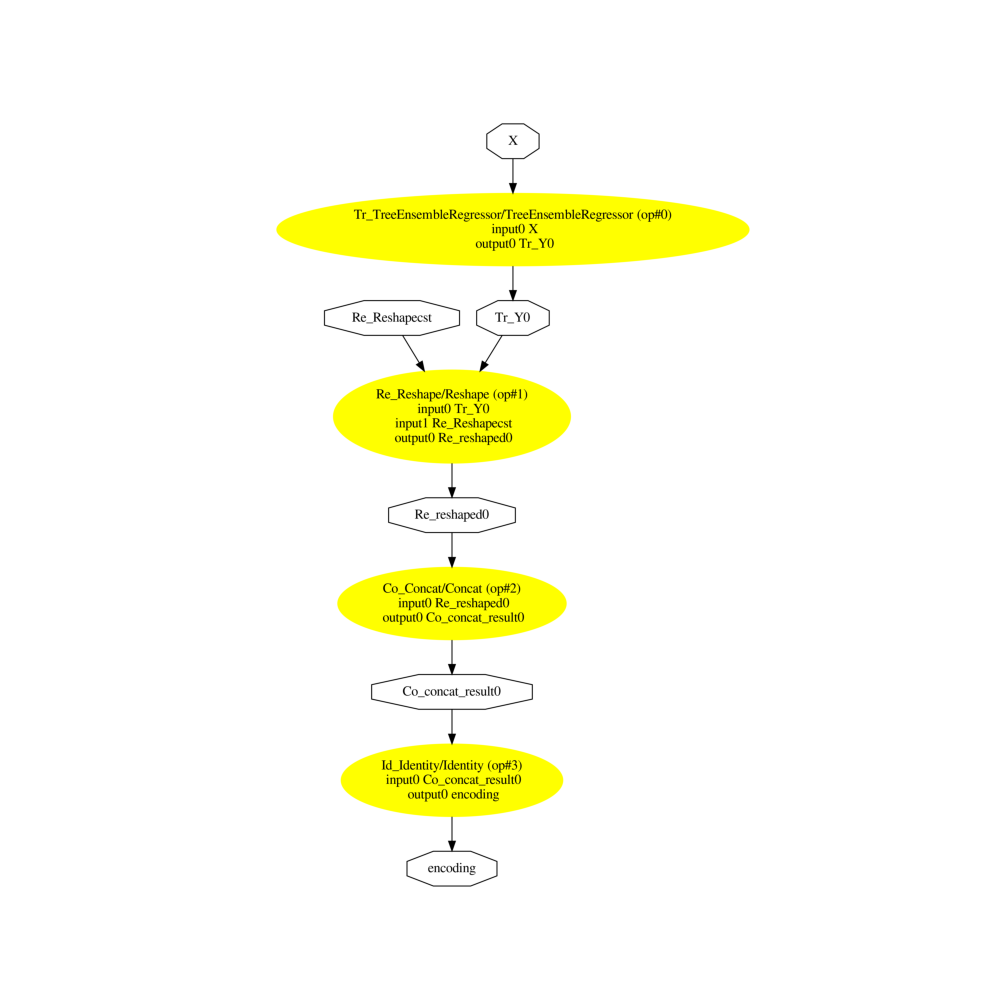 X
Tr_TreeEnsembleRegressor/TreeEnsembleRegressor (op#0)
input0 X
output0 Tr_Y0
Re_Reshapecst
Tr_Y0
Re_Reshape/Reshape (op#1)
input0 Tr_Y0
input1 Re_Reshapecst
output0 Re_reshaped0
Re_reshaped0
Co_Concat/Concat (op#2)
input0 Re_reshaped0
output0 Co_concat_result0
Co_concat_result0
Id_Identity/Identity (op#3)
input0 Co_concat_result0
output0 encoding
encoding